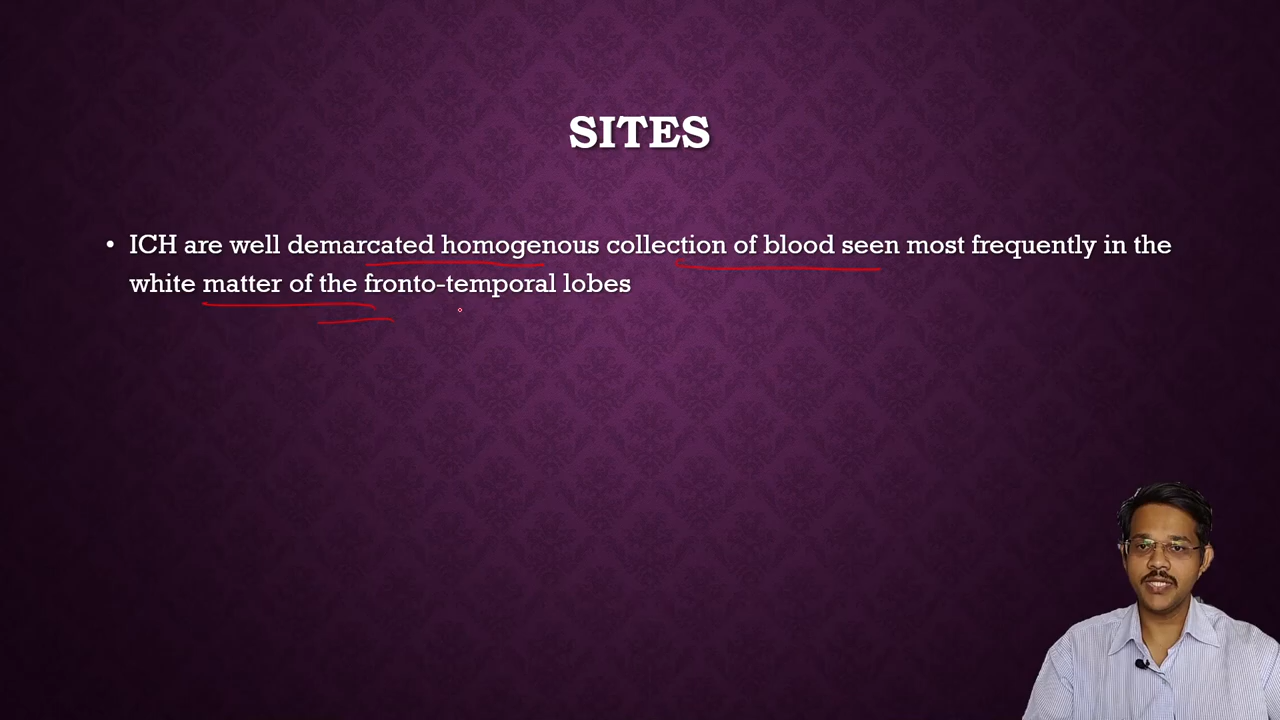 SITES
• ICH are well demarcated homogenous collection of blood seen most frequently in the
white matter of the fronto-temporal lobes